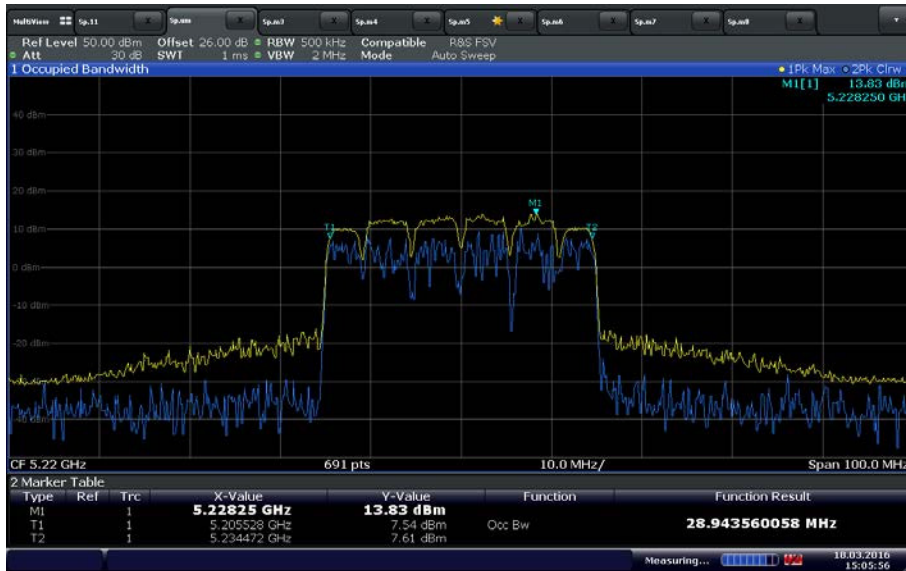 MultiView Sp.11 X Sp.nm X Sp.m3 X Sp.m4 X Sp.m5 X Sp.m6 X Sp.m7 X Sp.m8 X
Ref Level 50.00 dBm Offset 26.00 dB RBW 500 kHz Compatible R&S FSV
Att 30 dB SWT 1 ms VBW 2 MHz Mode Auto Sweep
1 Occupied Bandwidth 1Pk Max 2Pk Clrw
M1[1] 13.83 dBm
5.228250 GH
40 dBm
30 dBm
20 dBm
M1
T1 T2
10 dBm
0 dBm
-10 dBm
-20 dBm
-40 dBm
CF 5.22 GHz 691 pts 10.0 MHz/ Span 100.0 MHz
2 Marker Table
Type Ref Trc X-Value Y-Value Function Function Result
M1 1 5.22825 GHz 13.83 dBm
T1 1 5.205528 GHz 7.54 dBm Occ Bw 28.943560058 MHz
T2 1 5.234472 GHz 7.61 dBm
Measuring... 18.03.2016
15:05:56